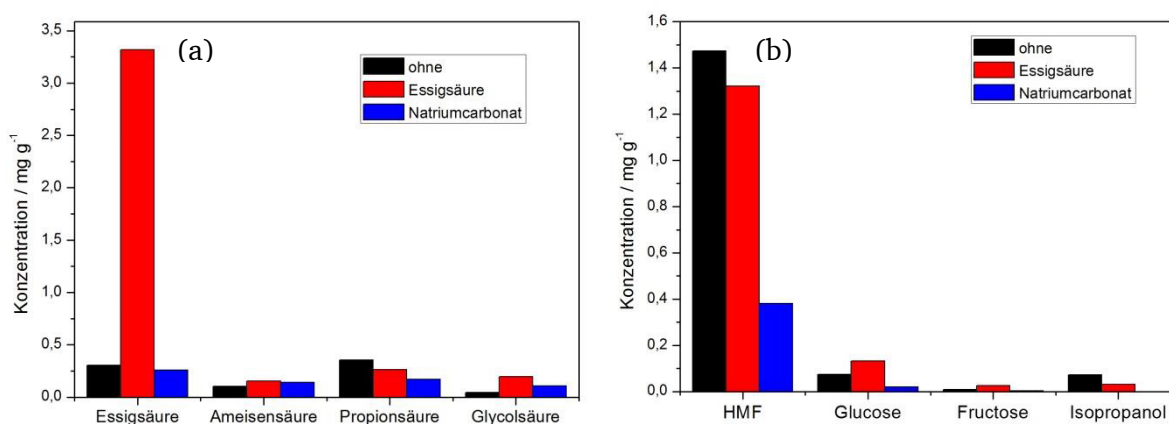 (a)
ohne
Essigsäure
Natriumcarbonat
Konzentration / mg g⁻¹
3,5
3,0
2,5
2,0
1,5
1,0
0,5
0,0
Essigsäure Ameisensäure Propionsäure Glycolsäure
(b)
ohne
Essigsäure
Natriumcarbonat
Konzentration / mg g⁻¹
1,6
1,4
1,2
1,0
0,8
0,6
0,4
0,2
0,0
HMF Glucose Fructose Isopropanol